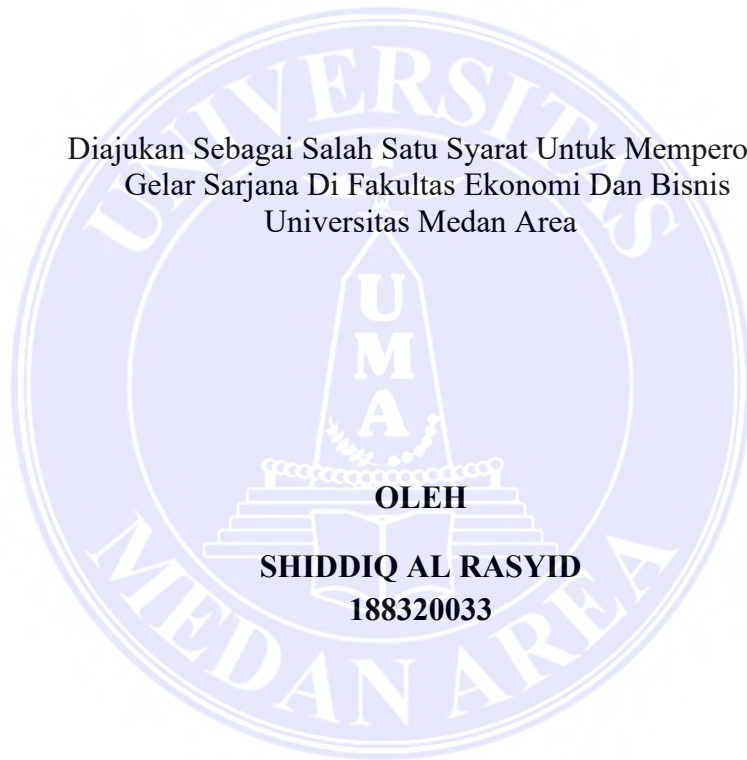 UNIVERSITAS
Diajukan Sebagai Salah Satu Syarat Untuk Mempero
Gelar Sarjana Di Fakultas Ekonomi Dan Bisnis
Universitas Medan Area
U
M
A
OLEH
SHIDDIQ AL RASYID
188320033
MEDAN AREA